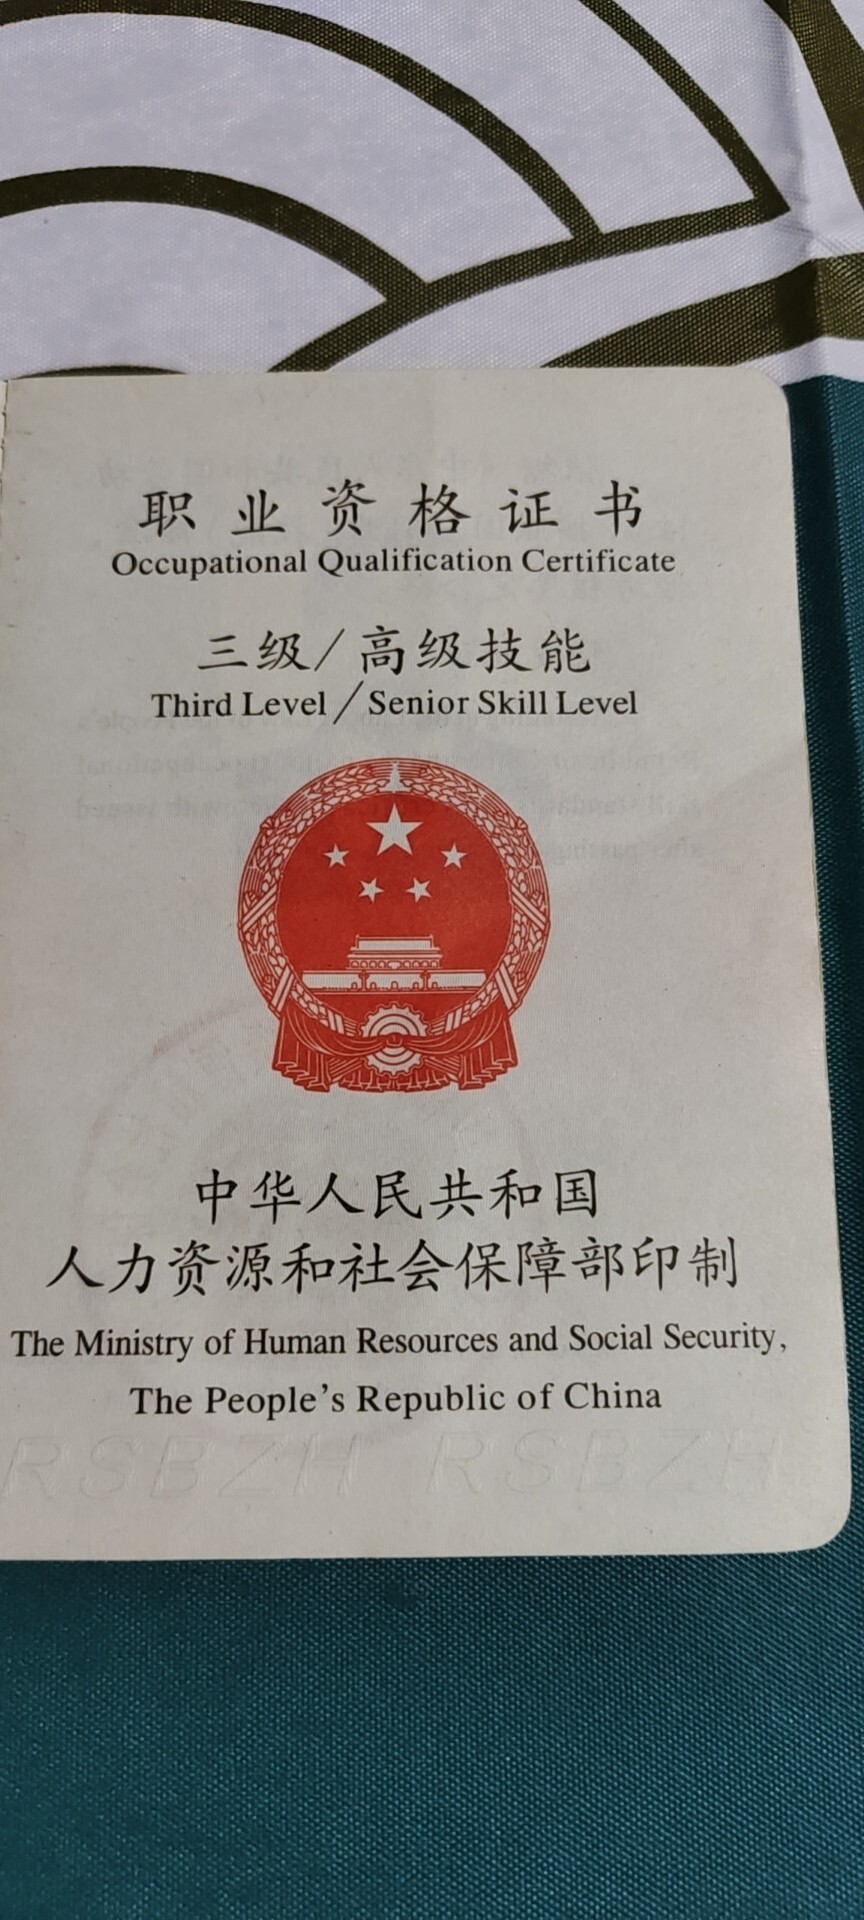 职业资格证书
Occupational Qualification Certificate
三级/高级技能
Third Level/Senior Skill Level
中华人民共和国
人力资源和社会保障部印制
The Ministry of Human Resources and Social Security,
The People's Republic of China
RSBZH RSBZH